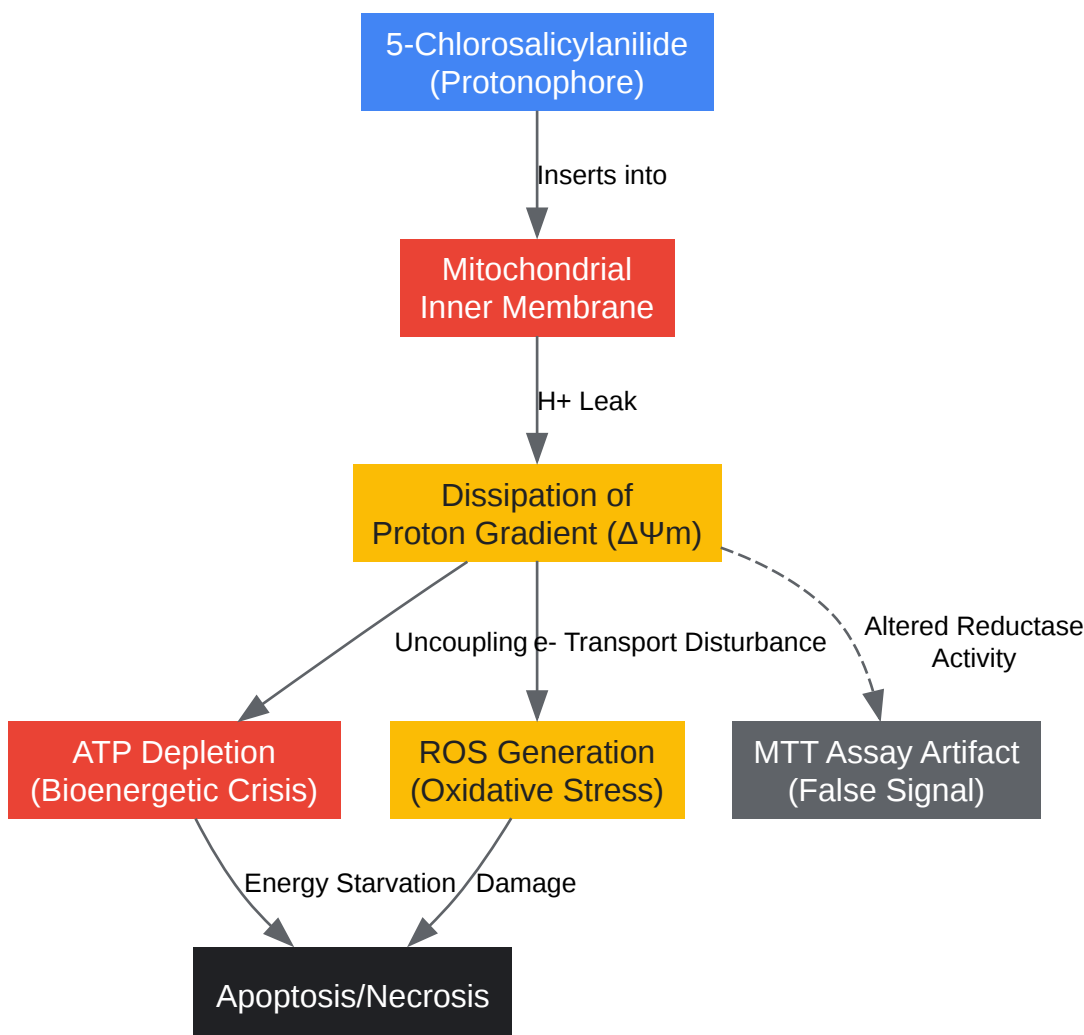 5-Chlorosalicylanilide
(Protonophore)
Inserts into
Mitochondrial
Inner Membrane
H+ Leak
Dissipation of
Proton Gradient (ΔΨm)
Uncoupling
e- Transport Disturbance
Altered Reductase
Activity
ATP Depletion
(Bioenergetic Crisis)
ROS Generation
(Oxidative Stress)
MTT Assay Artifact
(False Signal)
Energy Starvation
Damage
Apoptosis/Necrosis